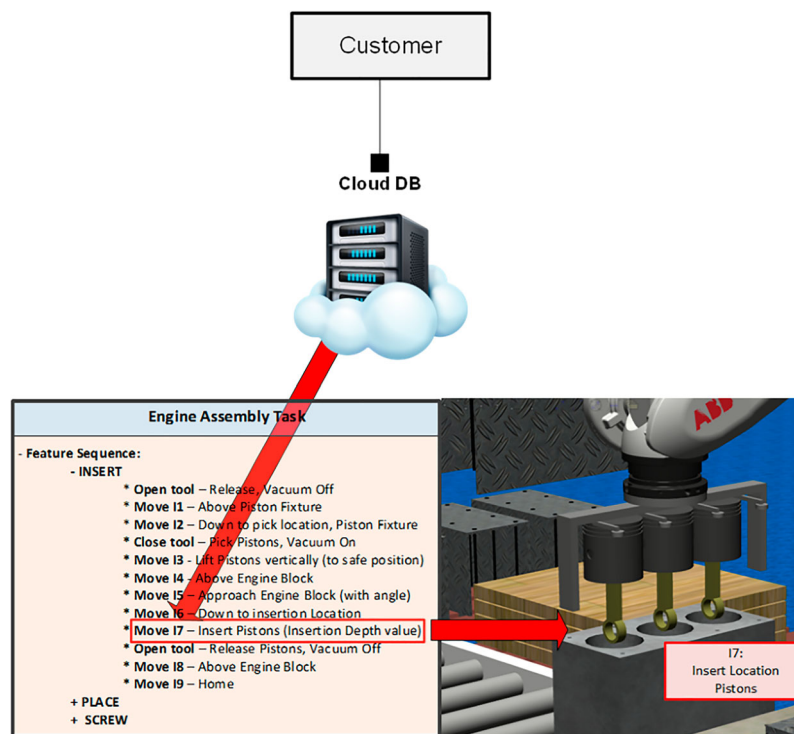 Customer
Cloud DB
Engine Assembly Task
- Feature Sequence:
- INSERT
* Open tool – Release, Vacuum Off
* Move I1 – Above Piston Fixture
* Move I2 – Down to pick location, Piston Fixture
* Close tool – Pick Pistons, Vacuum On
* Move I3 - Lift Pistons vertically (to safe position)
* Move I4 - Above Engine Block
* Move I5 – Approach Engine Block (with angle)
* Move I6 – Down to insertion Location
* Move I7 – Insert Pistons (Insertion Depth value)
* Open tool – Release Pistons, Vacuum Off
* Move I8 – Above Engine Block
* Move I9 – Home
+ PLACE
+ SCREW
ABB
I7:
Insert Location
Pistons